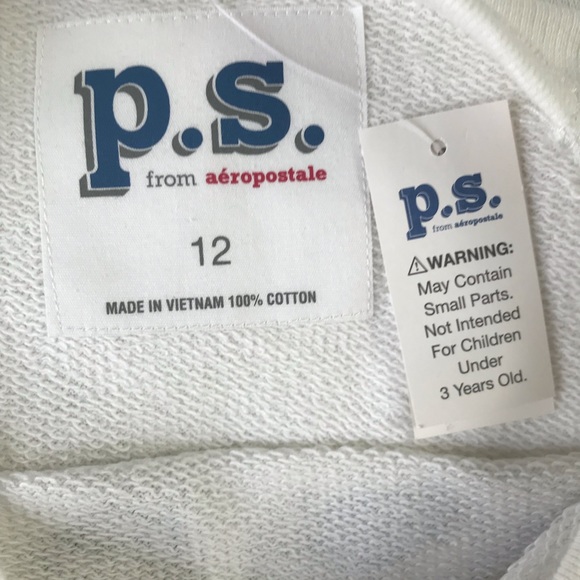 p.s.
from aéropostale
12
MADE IN VIETNAM 100% COTTON
p.s.
from aéropostale
⚠WARNING:
May Contain
Small Parts.
Not Intended
For Children
Under
3 Years Old.